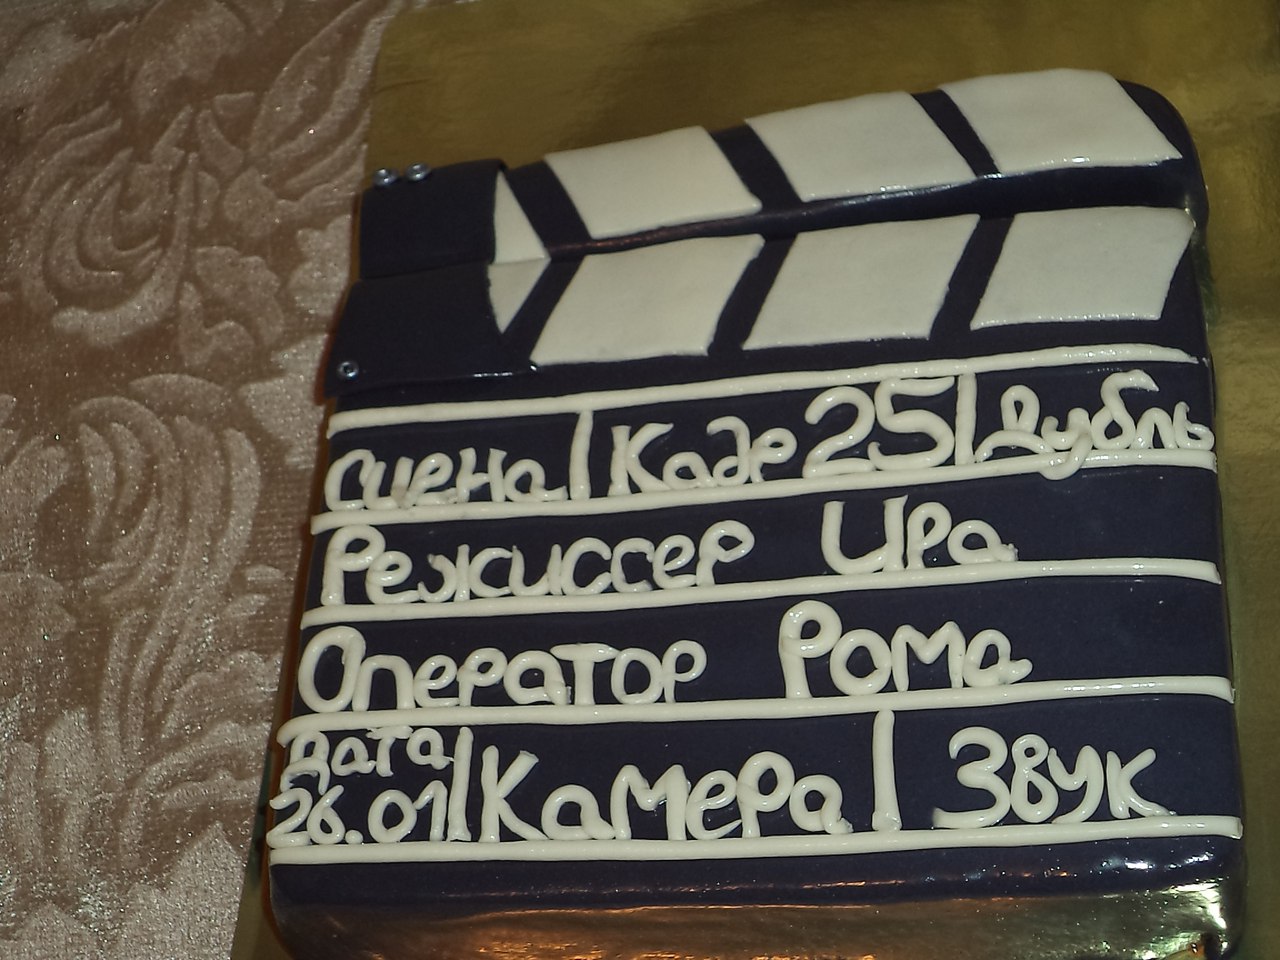 Сцена Кадр 25 Дубль
Режиссер Ира
Оператор Рома
Дата Камера Звук
26.01